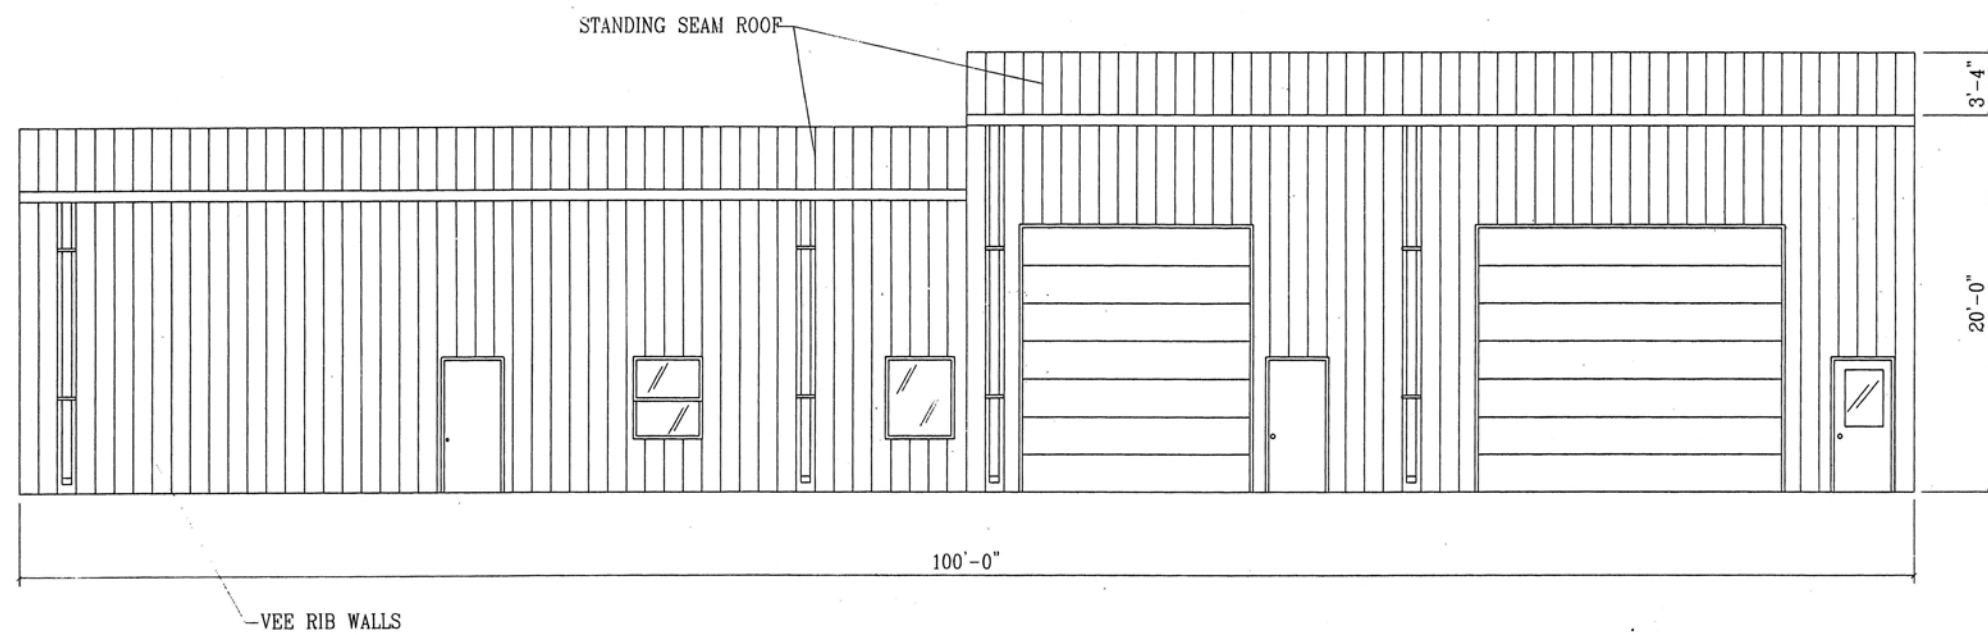 STANDING SEAM ROOF
3'-4"
20'-0"
100'-0"
VEE RIB WALLS